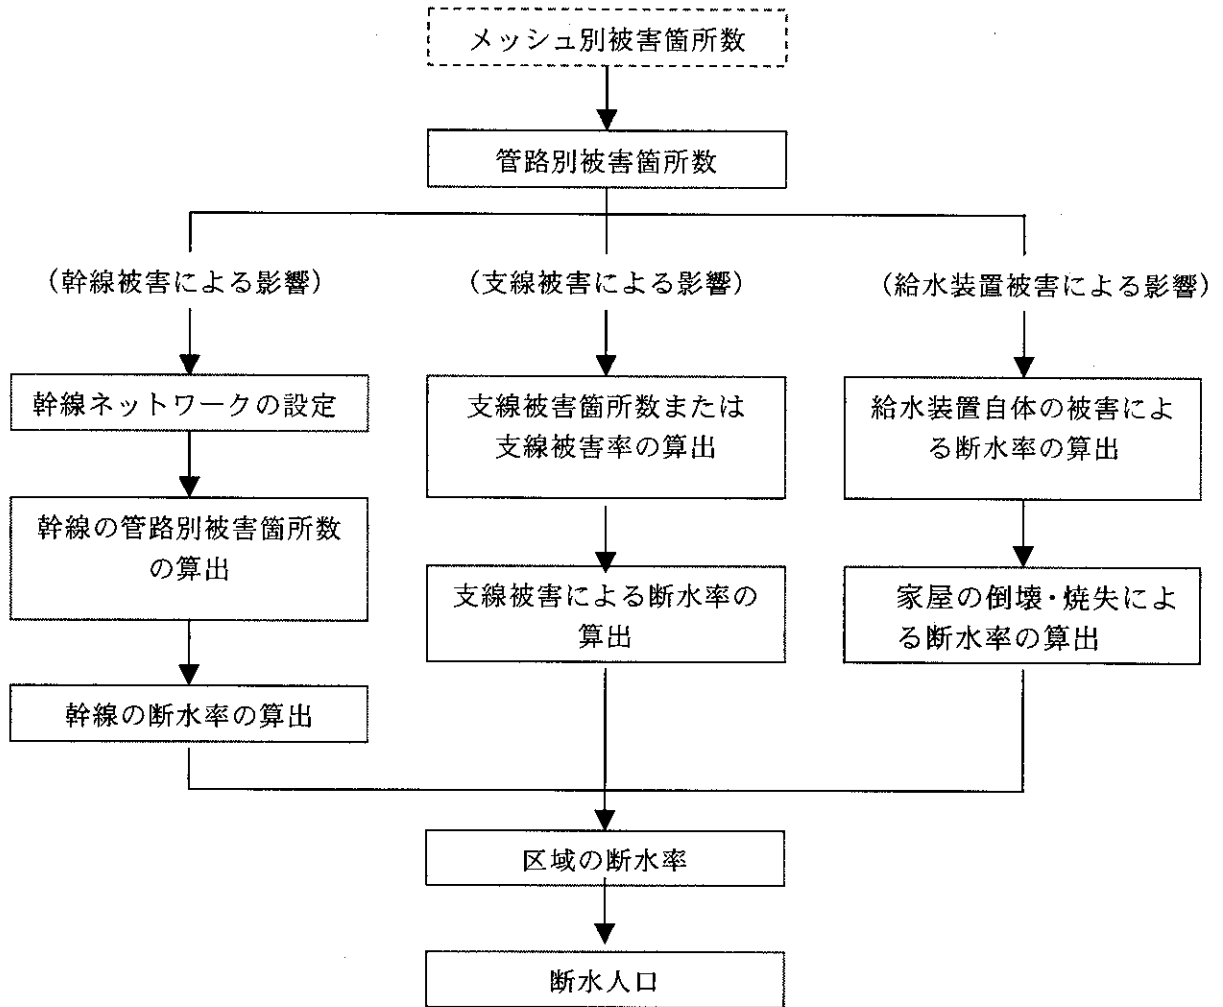 メッシュ別被害箇所数
管路別被害箇所数
（幹線被害による影響）
幹線ネットワークの設定
幹線の管路別被害箇所数
の算出
幹線の断水率の算出
（支線被害による影響）
支線被害箇所数または
支線被害率の算出
支線被害による断水率の
算出
（給水装置被害による影響）
給水装置自体の被害によ
る断水率の算出
家屋の倒壊・焼失によ
る断水率の算出
区域の断水率
断水人口